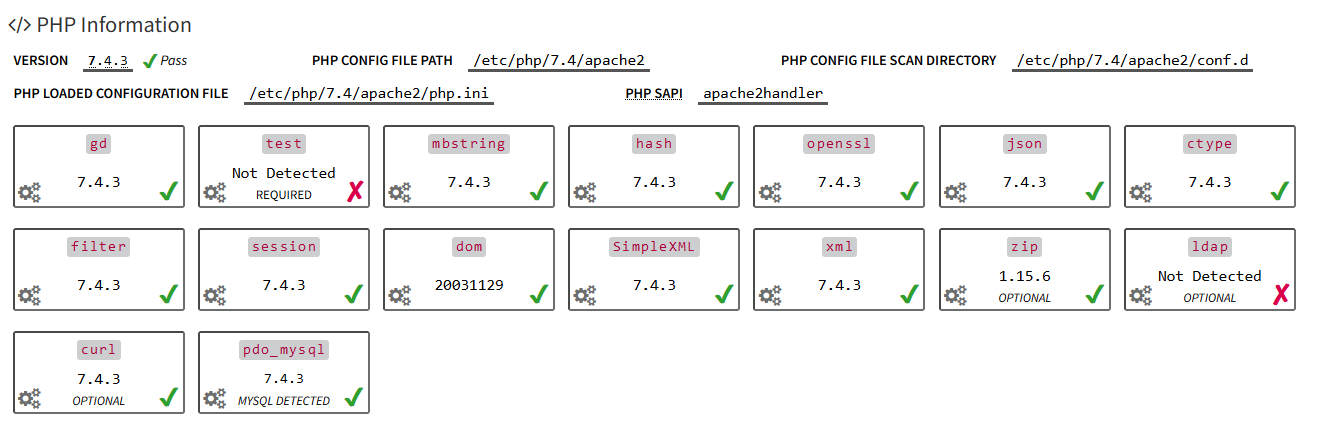 </> PHP Information
VERSION 7.4.3 Pass PHP CONFIG FILE PATH /etc/php/7.4/apache2 PHP CONFIG FILE SCAN DIRECTORY /etc/php/7.4/apache2/conf.d
PHP LOADED CONFIGURATION FILE /etc/php/7.4/apache2/php.ini PHP SAPI apache2handler
gd
7.4.3
test
Not Detected
REQUIRED
mbstring
7.4.3
hash
7.4.3
openssl
7.4.3
json
7.4.3
ctype
7.4.3
filter
7.4.3
session
7.4.3
dom
20031129
SimpleXML
7.4.3
xml
7.4.3
zip
1.15.6
OPTIONAL
ldap
Not Detected
OPTIONAL
curl
7.4.3
OPTIONAL
pdo_mysql
7.4.3
MYSQL DETECTED